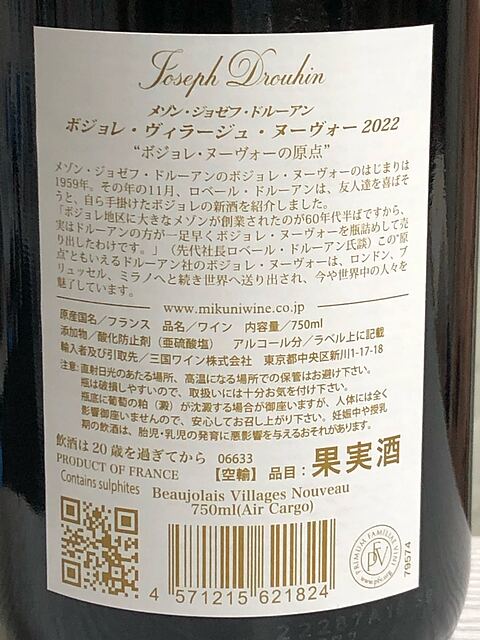 Joseph Drouhin
メゾン・ジョゼフ・ドルーアン
ボジョレ・ヴィラージュ・ヌーヴォー 2022
“ボジョレ・ヌーヴォーの原点”
メゾン・ジョゼフ・ドルーアンのボジョレ・ヌーヴォーのはじまりは
1959年。その年の11月、ロベール・ドルーアンは、友人達を喜ばそ
うと、自ら手掛けたボジョレの新酒を紹介しました。
「ボジョレ地区に大きなメゾンが創業されたのが60年代半ばですから、
実はドルーアンの方が一足早くボジョレ・ヌーヴォーを瓶詰めして売
り出したわけです。」（先代社長ロベール・ドルーアン氏談）この“原
点”ともいえるドルーアン社のボジョレ・ヌーヴォーは、ロンドン、ブ
リュッセル、ミラノへと続き世界へ送り出され、今や世界中の人々を
魅了しています。
www.mikuniwine.co.jp
原産国名／フランス 品名／ワイン 内容量／750ml
添加物／酸化防止剤（亜硫酸塩） アルコール分／ラベル上に記載
輸入者及び引取先／三国ワイン株式会社 東京都中央区新川1-17-18
注意: 直射日光のあたる場所、高温になる場所での保管はお避け下さい。
瓶は破損しやすいので、取扱いには十分お気を付け下さい。
瓶底に葡萄の粕（澱）が沈澱する場合が御座いますが、人体には全く
影響御座いませんので、安心してお召し上がり下さい。妊娠中や授乳
期の飲酒は、胎児・乳児の発育に悪影響を与えるおそれがあります。
飲酒は20歳を過ぎてから 06633
PRODUCT OF FRANCE 【空輸】 品目：果実酒
Contains sulphites
Beaujolais Villages Nouveau
750ml(Air Cargo)
4 571215 621824
PRIMUM FAMILIAE VINI
PFV
www.pfv.org
79574